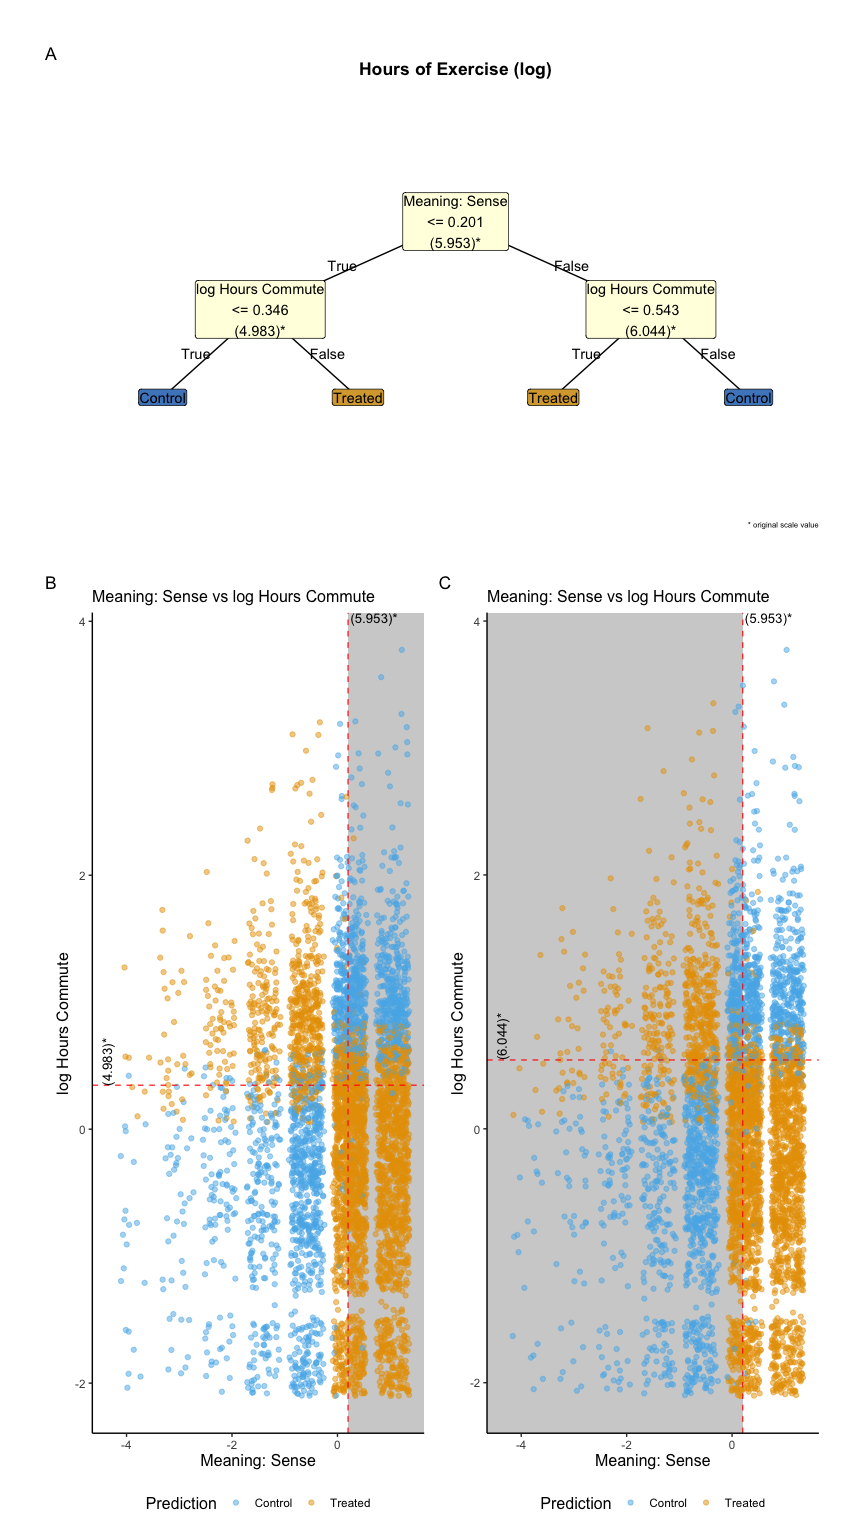 A
Hours of Exercise (log)
Meaning: Sense
<= 0.201
(5.953)*
True
False
log Hours Commute
<= 0.346
(4.983)*
log Hours Commute
<= 0.543
(6.044)*
True
False
True
False
Control
Treated
Treated
Control
* original scale value
B
Meaning: Sense vs log Hours Commute
(5.953)*
(4.983)*
log Hours Commute
4
2
0
-2
-4
-2
0
Meaning: Sense
Prediction
Control
Treated
C
Meaning: Sense vs log Hours Commute
(5.953)*
(6.044)*
log Hours Commute
4
2
0
-2
-4
-2
0
Meaning: Sense
Prediction
Control
Treated